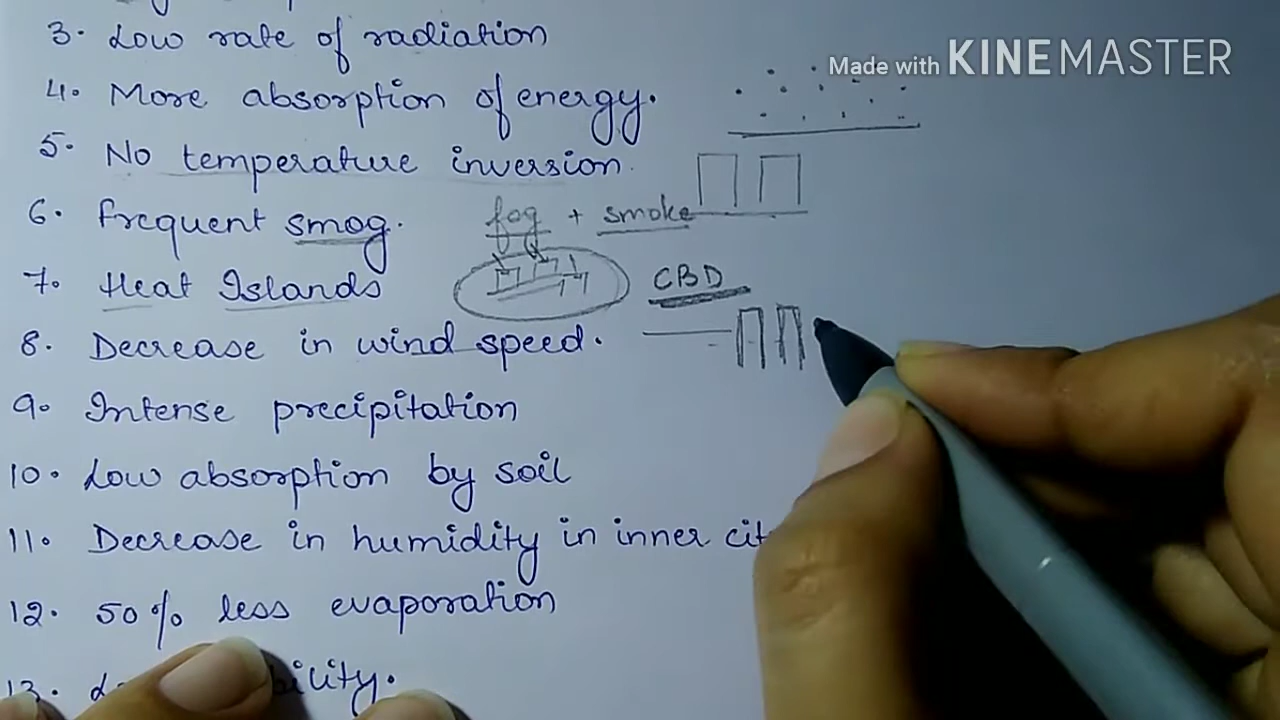 3. Low rate of radiation
Made with KINEMASTER
4. More absorption of energy.
5. No temperature inversion.
6. Frequent smog. fog + smoke
7. Heat Islands CBD
8. Decrease in wind speed.
9. Intense precipitation
10. Low absorption by soil
11. Decrease in humidity in inner
12. 50% less evaporation
13.